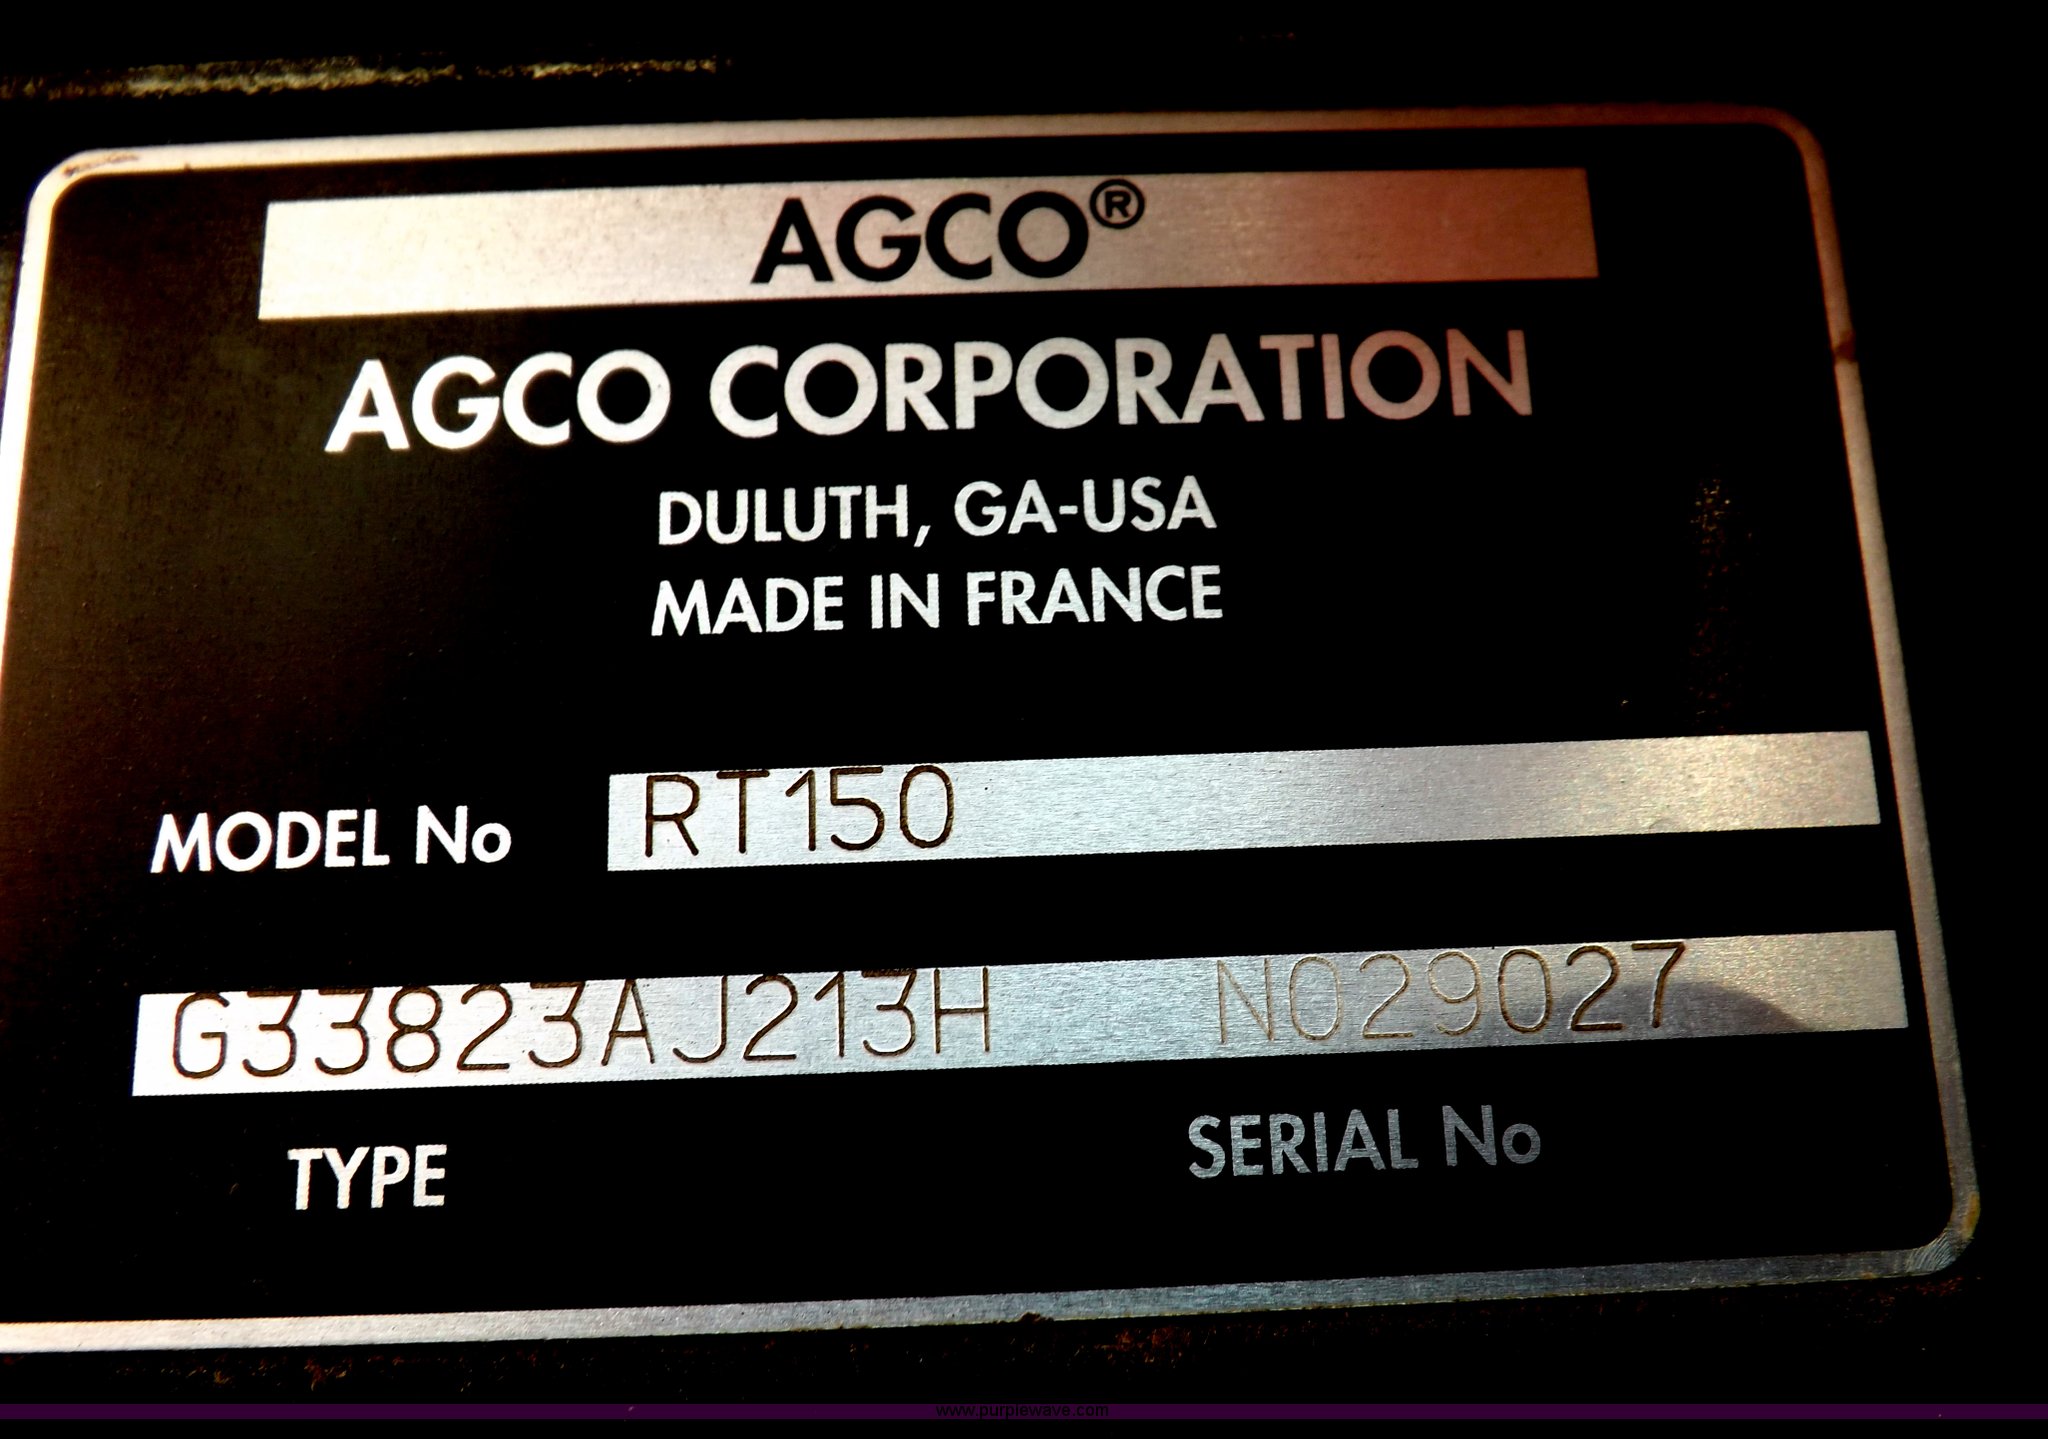 AGCO®
AGCO CORPORATION
DULUTH, GA-USA
MADE IN FRANCE
MODEL No RT150
G33823AJ213H N029027
TYPE SERIAL No
www.purplewave.com